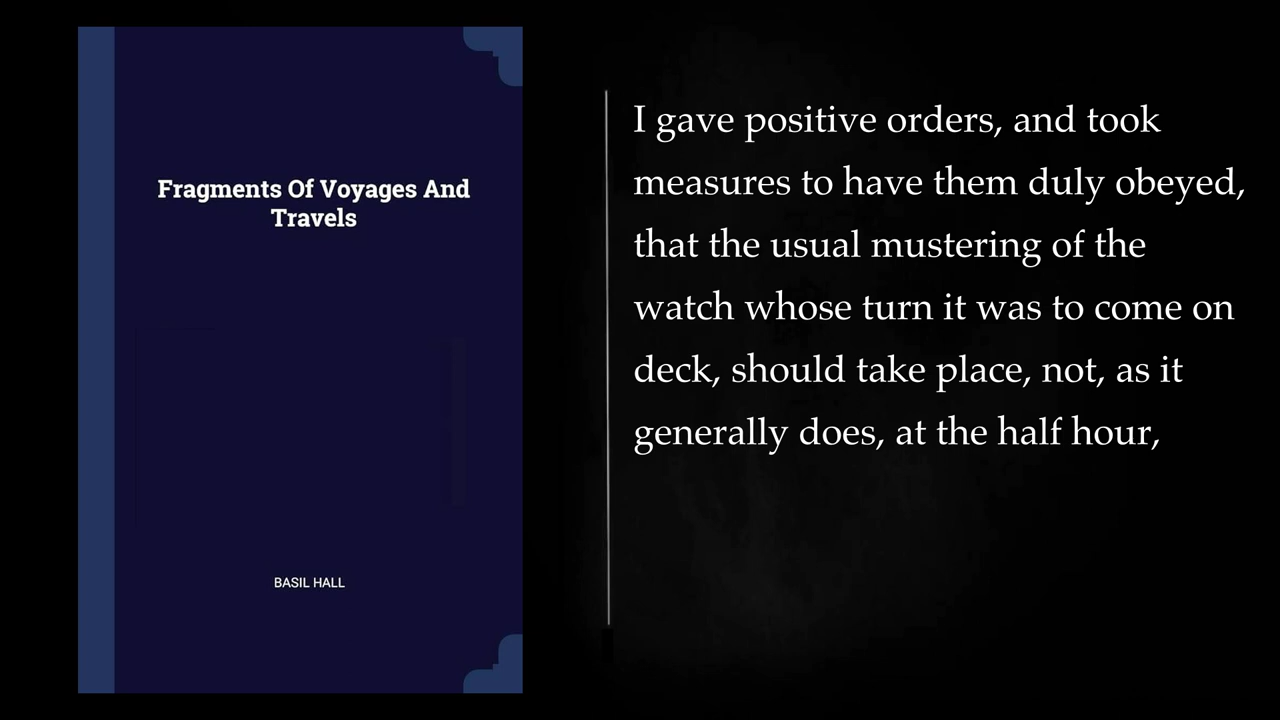 Fragments Of Voyages And
Travels
BASIL HALL
I gave positive orders, and took
measures to have them duly obeyed,
that the usual mustering of the
watch whose turn it was to come on
deck, should take place, not, as it
generally does, at the half hour,